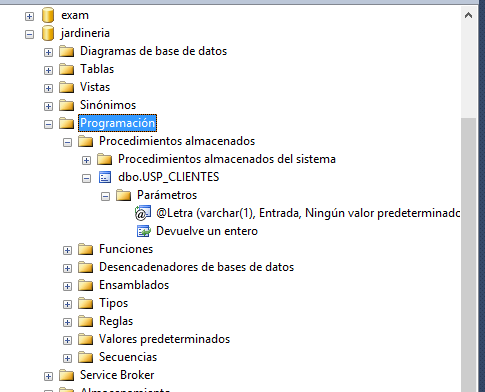 exam
jardineria
Diagramas de base de datos
Tablas
Vistas
Sinónimos
Programación
Procedimientos almacenados
Procedimientos almacenados del sistema
dbo.USP_CLIENTES
Parámetros
@Letra (varchar(1), Entrada, Ningún valor predeterminado
Devuelve un entero
Funciones
Desencadenadores de bases de datos
Ensamblados
Tipos
Reglas
Valores predeterminados
Secuencias
Service Broker
Almacenamiento